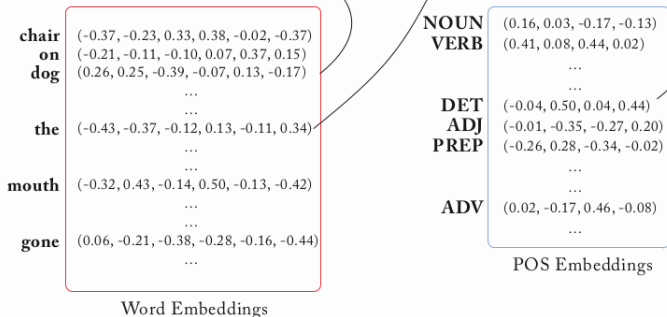 chair (-0.37, -0.23, 0.33, 0.38, -0.02, -0.37)
on (-0.21, -0.11, -0.10, 0.07, 0.37, 0.15)
dog (0.26, 0.25, -0.39, -0.07, 0.13, -0.17)
...
...
the (-0.43, -0.37, -0.12, 0.13, -0.11, 0.34)
...
...
mouth (-0.32, 0.43, -0.14, 0.50, -0.13, -0.42)
...
...
gone (0.06, -0.21, -0.38, -0.28, -0.16, -0.44)
...
Word Embeddings
NOUN (0.16, 0.03, -0.17, -0.13)
VERB (0.41, 0.08, 0.44, 0.02)
...
...
DET (-0.04, 0.50, 0.04, 0.44)
ADJ (-0.01, -0.35, -0.27, 0.20)
PREP (-0.26, 0.28, -0.34, -0.02)
...
...
ADV (0.02, -0.17, 0.46, -0.08)
...
POS Embeddings